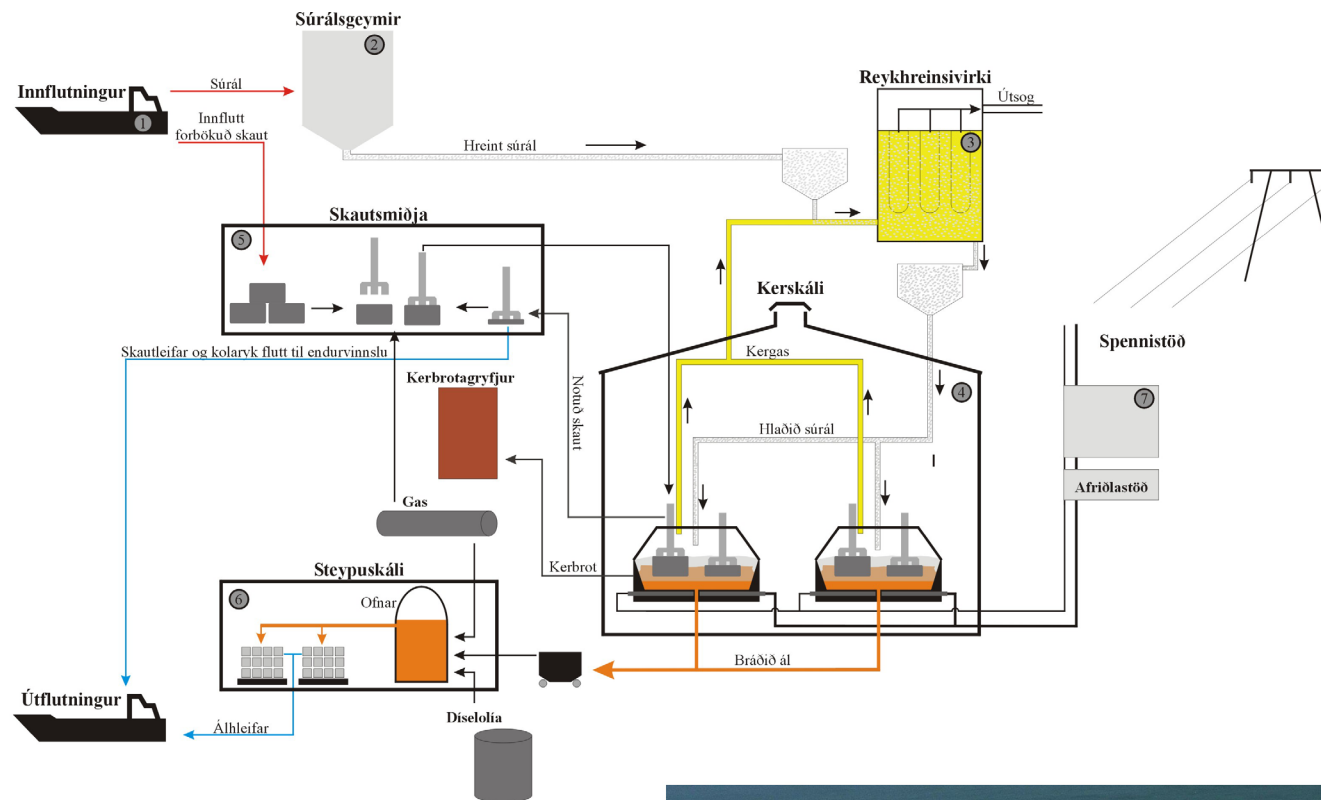 Súrálsgeymir
2
Innflutningur
1
Súrál
Innflutt
forbökuð skaut
Hreint súrál
Reykhreinsivirki
Útsog
3
Skautsmiðja
5
Skautleifar og kolaryk flutt til endurvinnslu
Kerbrotagryfjur
Notuð skaut
Kerskáli
Kergas
4
Hlaðið súrál
Spennistöð
7
Afriðlastöð
Gas
Kerbrot
Steypuskáli
6
Ofnar
Bráðið ál
Útflutningur
Álhleifar
Díselolía